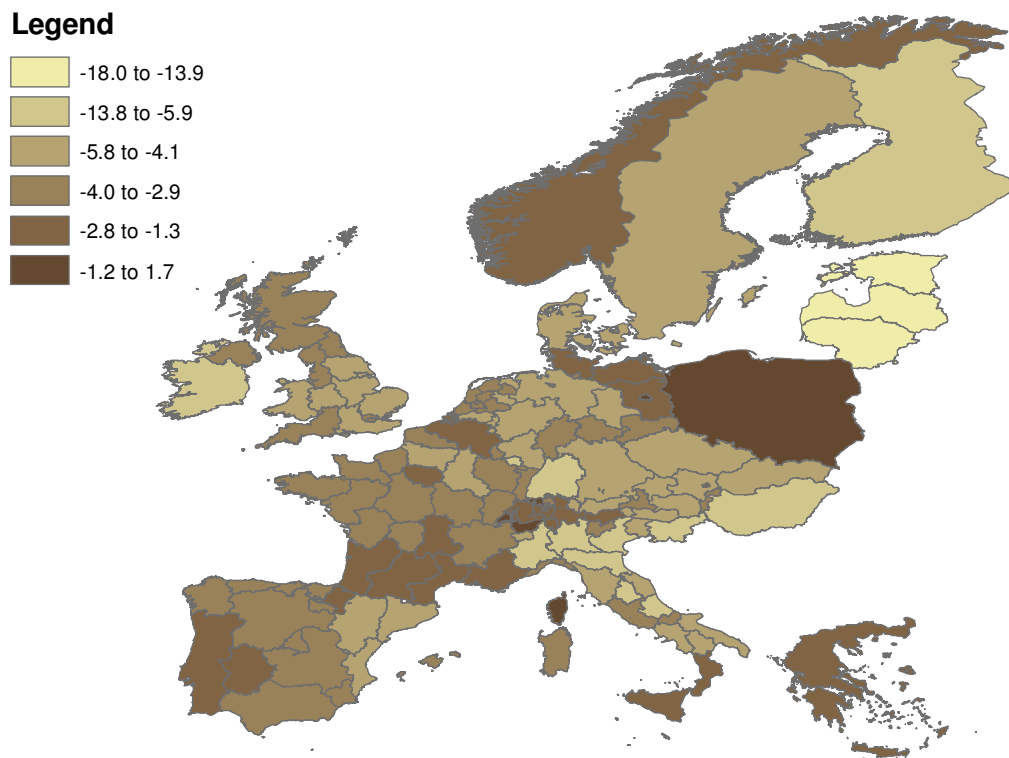 Legend
-18.0 to -13.9
-13.8 to -5.9
-5.8 to -4.1
-4.0 to -2.9
-2.8 to -1.3
-1.2 to 1.7